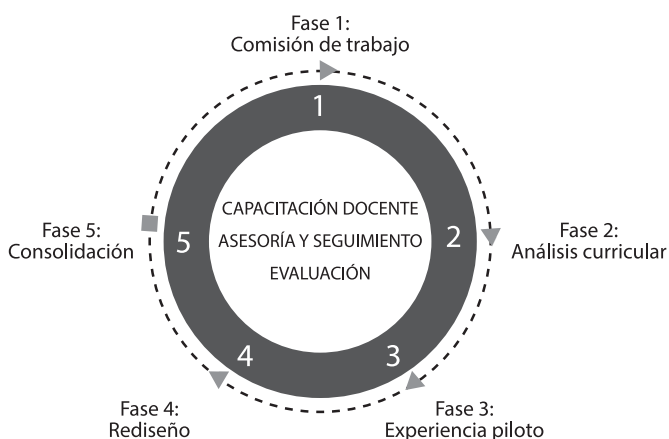 Fase 1:
Comisión de trabajo
1
CAPACITACIÓN DOCENTE
ASESORÍA Y SEGUIMIENTO
EVALUACIÓN
2
Fase 2:
Análisis curricular
3
Fase 3:
Experiencia piloto
4
Fase 4:
Rediseño
5
Fase 5:
Consolidación